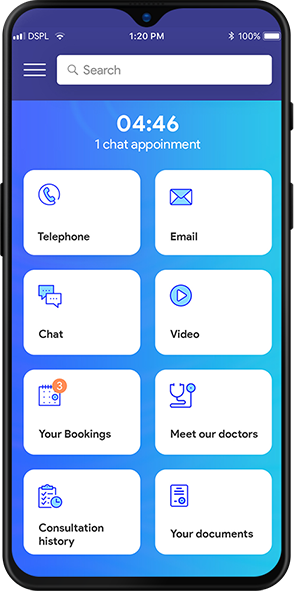 DSPL 1:20 PM 100%
Search
04:46
1 chat appoinment
Telephone
Email
Chat
Video
3
Your Bookings
Meet our doctors
Consultation
history
Your documents